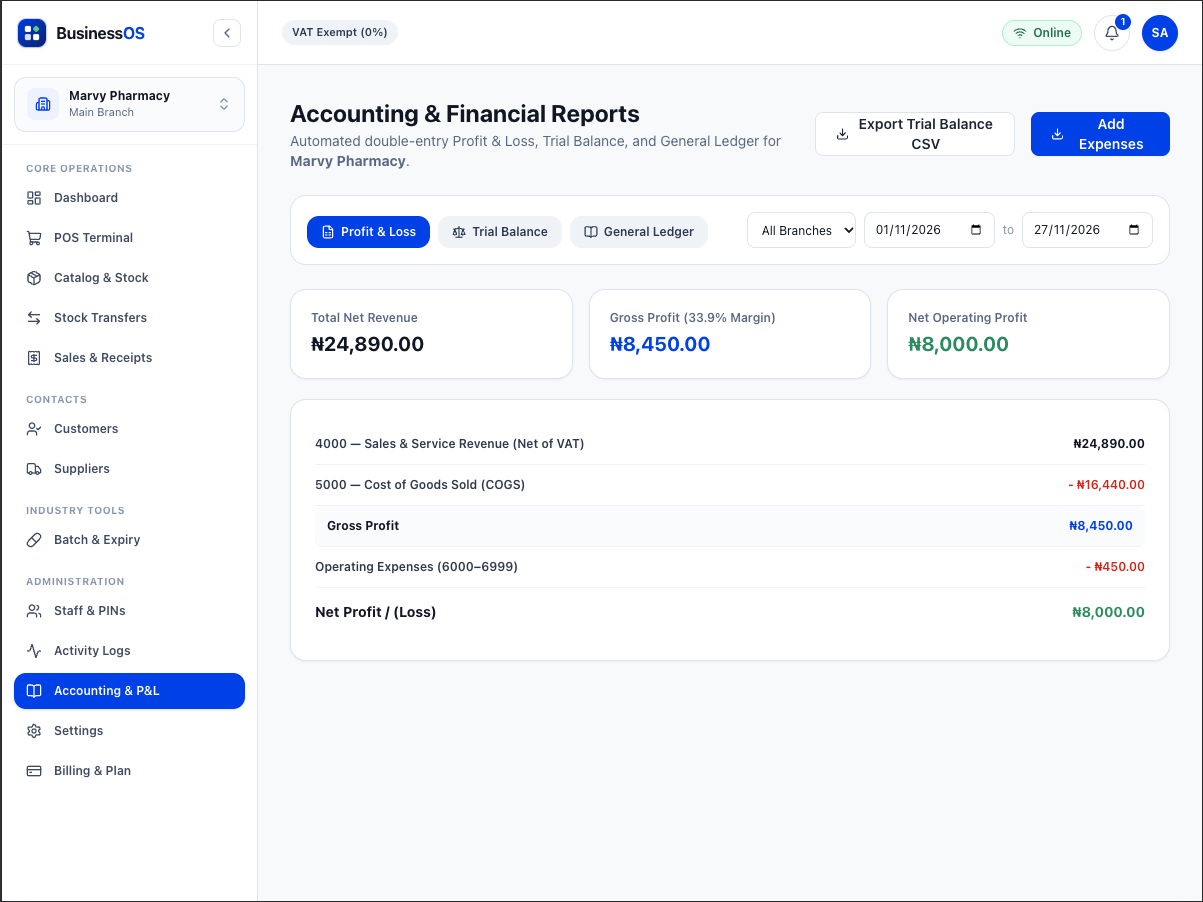 BusinessOS
VAT Exempt (0%)
Online
1
SA
Marvy Pharmacy
Main Branch
CORE OPERATIONS
Dashboard
POS Terminal
Catalog & Stock
Stock Transfers
Sales & Receipts
CONTACTS
Customers
Suppliers
INDUSTRY TOOLS
Batch & Expiry
ADMINISTRATION
Staff & PINs
Activity Logs
Accounting & P&L
Settings
Billing & Plan
Accounting & Financial Reports
Automated double-entry Profit & Loss, Trial Balance, and General Ledger for
Marvy Pharmacy.
Export Trial Balance
CSV
Add
Expenses
Profit & Loss
Trial Balance
General Ledger
All Branches
01/11/2026
to
27/11/2026
Total Net Revenue
₦24,890.00
Gross Profit (33.9% Margin)
₦8,450.00
Net Operating Profit
₦8,000.00
4000 — Sales & Service Revenue (Net of VAT) ₦24,890.00
5000 — Cost of Goods Sold (COGS) - ₦16,440.00
Gross Profit ₦8,450.00
Operating Expenses (6000–6999) - ₦450.00
Net Profit / (Loss) ₦8,000.00